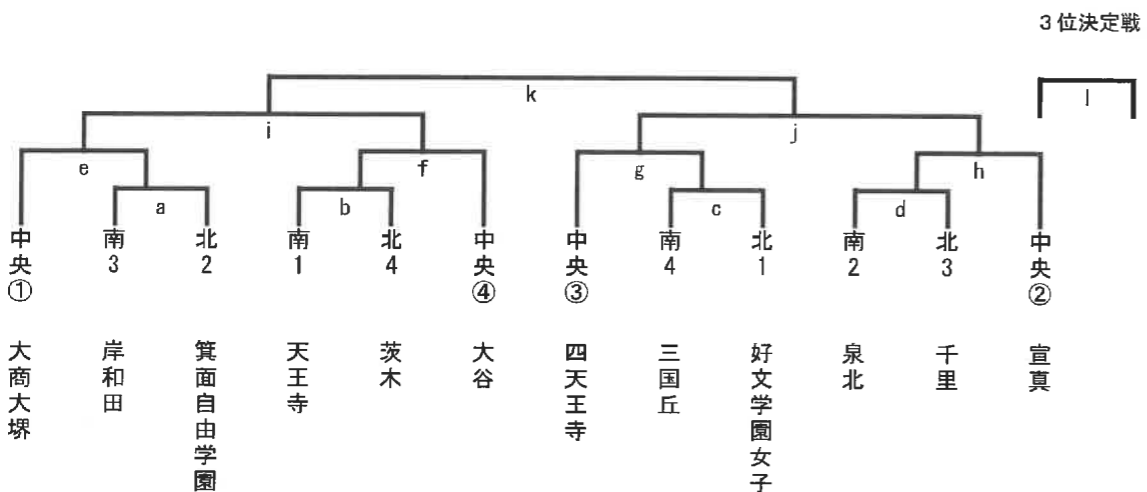 3位決定戦
k
l
i
j
e
f
g
h
a
b
c
d
中央①
南3
北2
南1
北4
中央④
中央③
南4
北1
南2
北3
中央②
大商大堺
岸和田
箕面自由学園
天王寺
茨木
大谷
四天王寺
三国丘
好文学園女子
泉北
千里
宣真